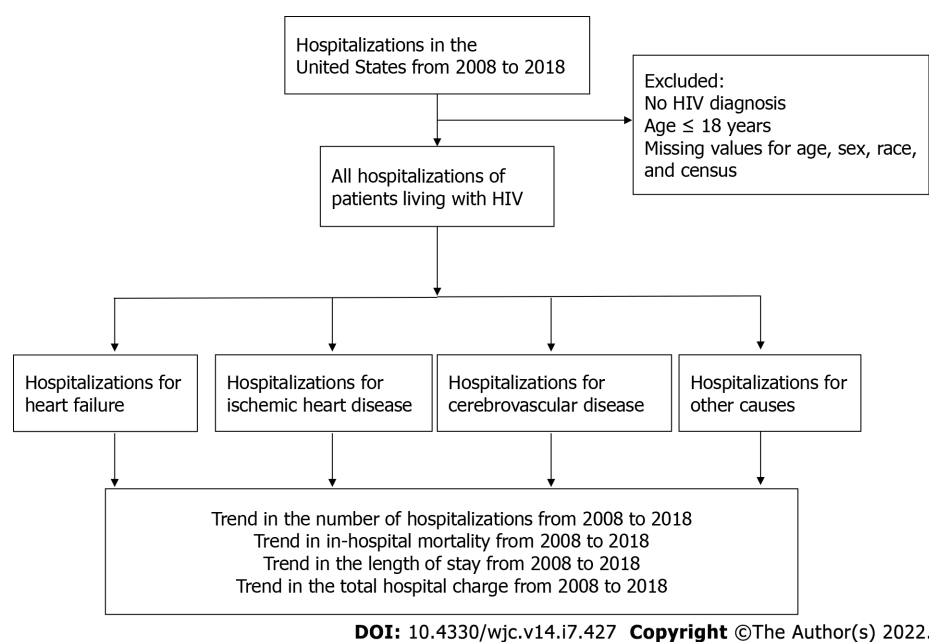 Hospitalizations in the
United States from 2008 to 2018
Excluded:
No HIV diagnosis
Age ≤ 18 years
Missing values for age, sex, race,
and census
All hospitalizations of
patients living with HIV
Hospitalizations for
heart failure
Hospitalizations for
ischemic heart disease
Hospitalizations for
cerebrovascular disease
Hospitalizations for
other causes
Trend in the number of hospitalizations from 2008 to 2018
Trend in in-hospital mortality from 2008 to 2018
Trend in the length of stay from 2008 to 2018
Trend in the total hospital charge from 2008 to 2018
DOI: 10.4330/wjc.v14.i7.427 Copyright ©The Author(s) 2022.